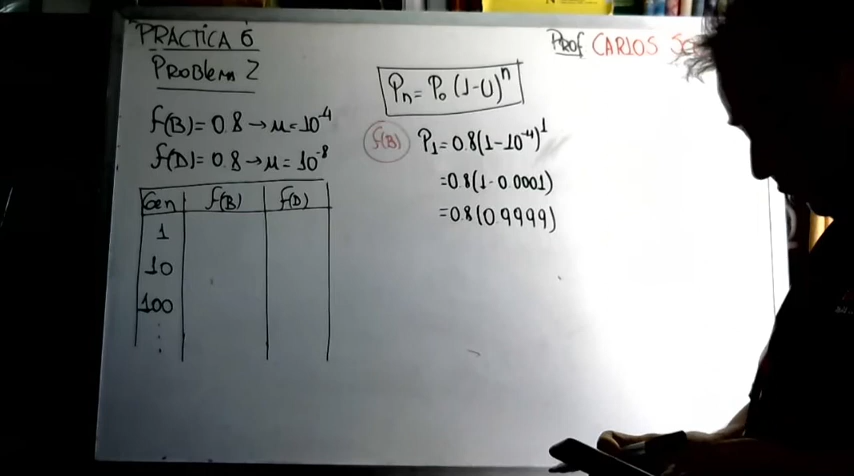 PRACTICA 6
PROBLEMA 2
f(B)= 0.8 → μ= 10⁻⁴
f(D)= 0.8 → μ= 10⁻⁸
Gen f(B) f(D)
1
10
100
Prof CARLOS
Pn= P₀ (1-U)ⁿ
f(B) P₁ = 0.8(1-10⁻⁴)¹
=0.8(1-0.0001)
=0.8(0.9999)